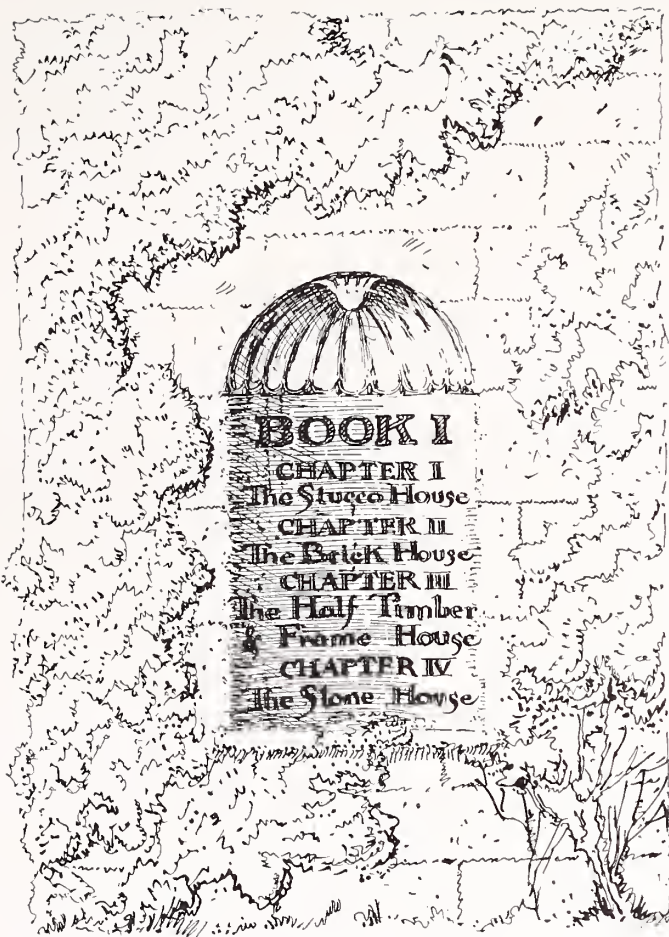 BOOK I
CHAPTER I
The Stucco House
CHAPTER II
The Brick House
CHAPTER III
The Half Timber
& Frame House
CHAPTER IV
The Stone House